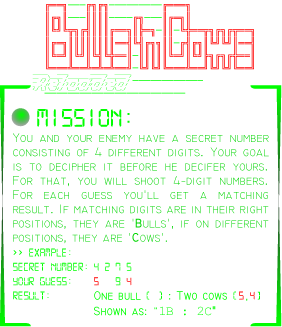 Bulls'n Cows
Reloaded
MISSION:
YOU AND YOUR ENEMY HAVE A SECRET NUMBER
CONSISTING OF 4 DIFFERENT DIGITS. YOUR GOAL
IS TO DECIPHER IT BEFORE HE DECIFER YOURS.
FOR THAT, YOU WILL SHOOT 4-DIGIT NUMBERS.
FOR EACH GUESS YOU'LL GET A MATCHING
RESULT. IF MATCHING DIGITS ARE IN THEIR RIGHT
POSITIONS, THEY ARE 'BULLS', IF ON DIFFERENT
POSITIONS, THEY ARE 'COWS'.
>> EXAMPLE:
SECRET NUMBER: 4 2 7 5
YOUR GUESS: 5 9 4
RESULT: ONE BULL ( ) : TWO COWS (5,4)
SHOWN AS: "1B : 2C"